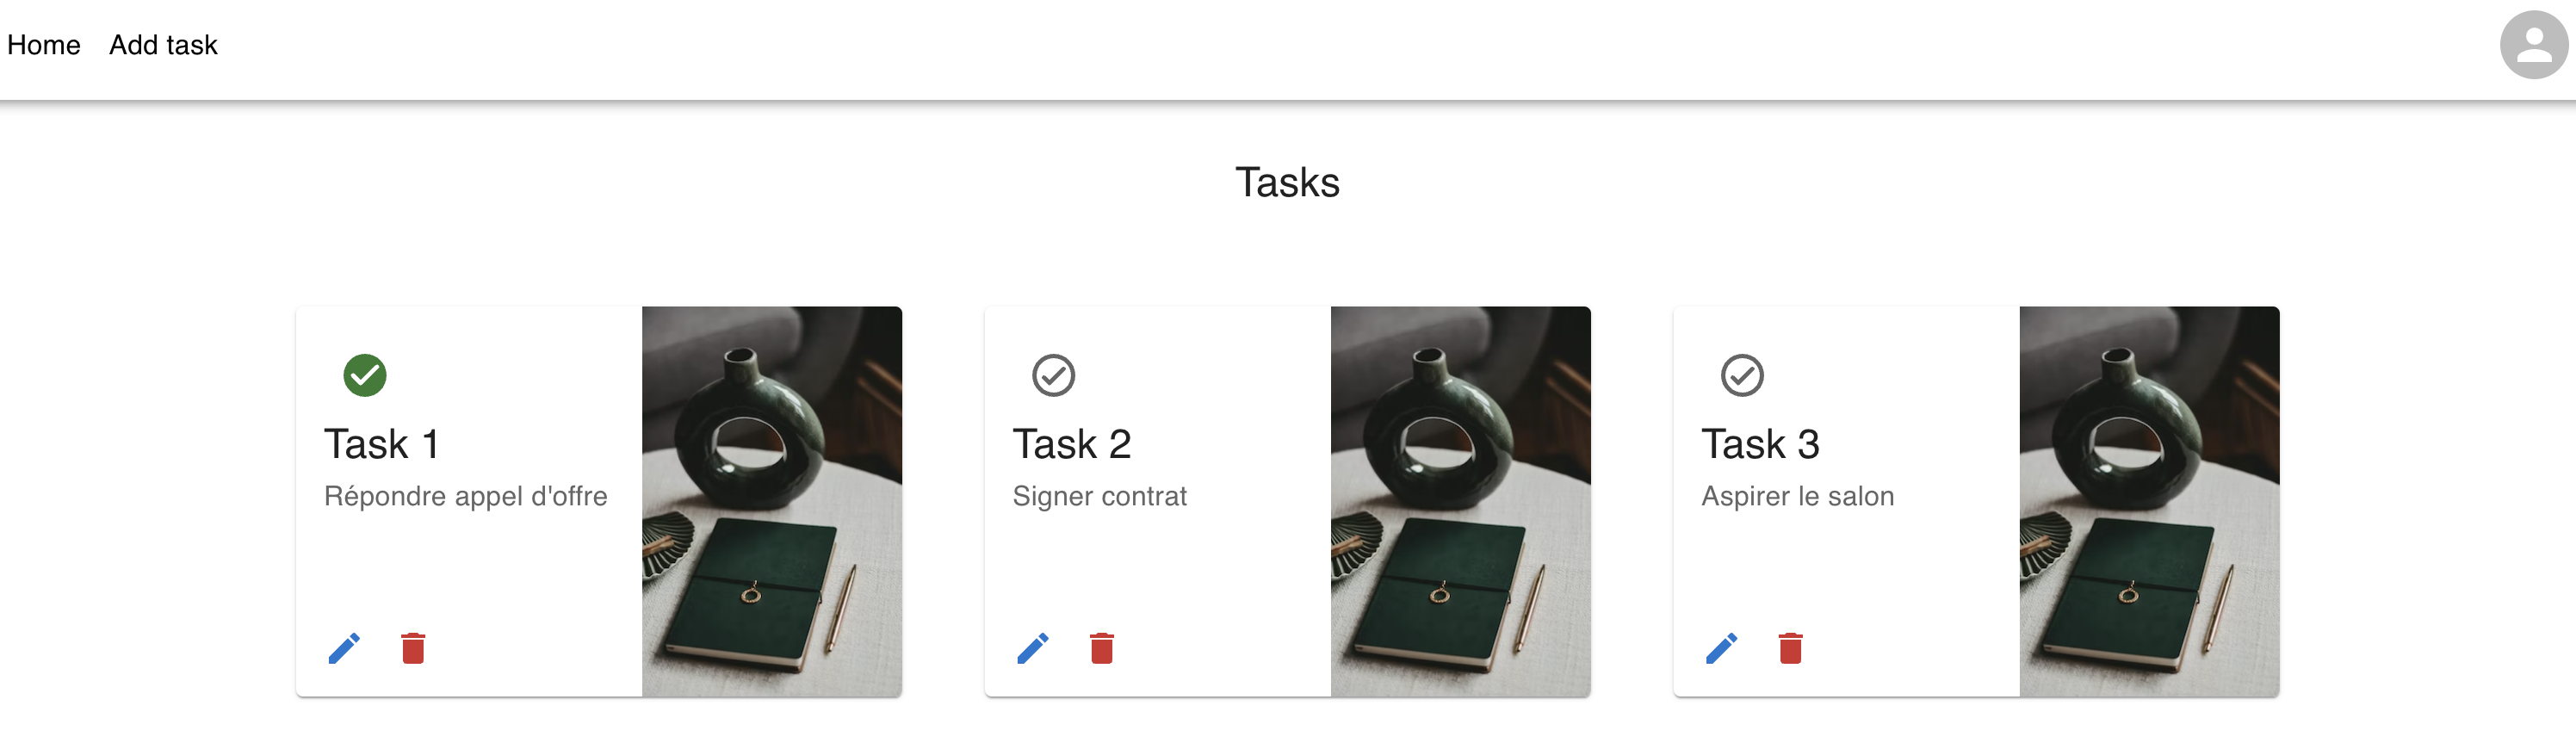 Home Add task
Tasks
Task 1
Répondre appel d'offre
Task 2
Signer contrat
Task 3
Aspirer le salon